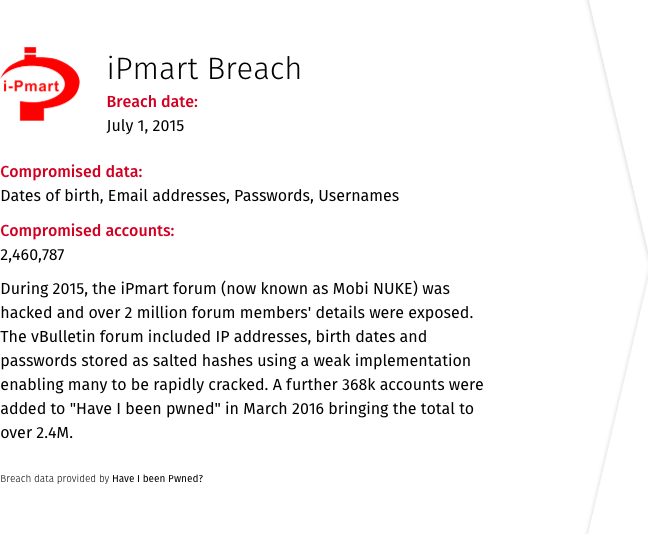 i-Pmart
iPmart Breach
Breach date:
July 1, 2015
Compromised data:
Dates of birth, Email addresses, Passwords, Usernames
Compromised accounts:
2,460,787
During 2015, the iPmart forum (now known as Mobi NUKE) was
hacked and over 2 million forum members' details were exposed.
The vBulletin forum included IP addresses, birth dates and
passwords stored as salted hashes using a weak implementation
enabling many to be rapidly cracked. A further 368k accounts were
added to "Have I been pwned" in March 2016 bringing the total to
over 2.4M.
Breach data provided by Have I been Pwned?